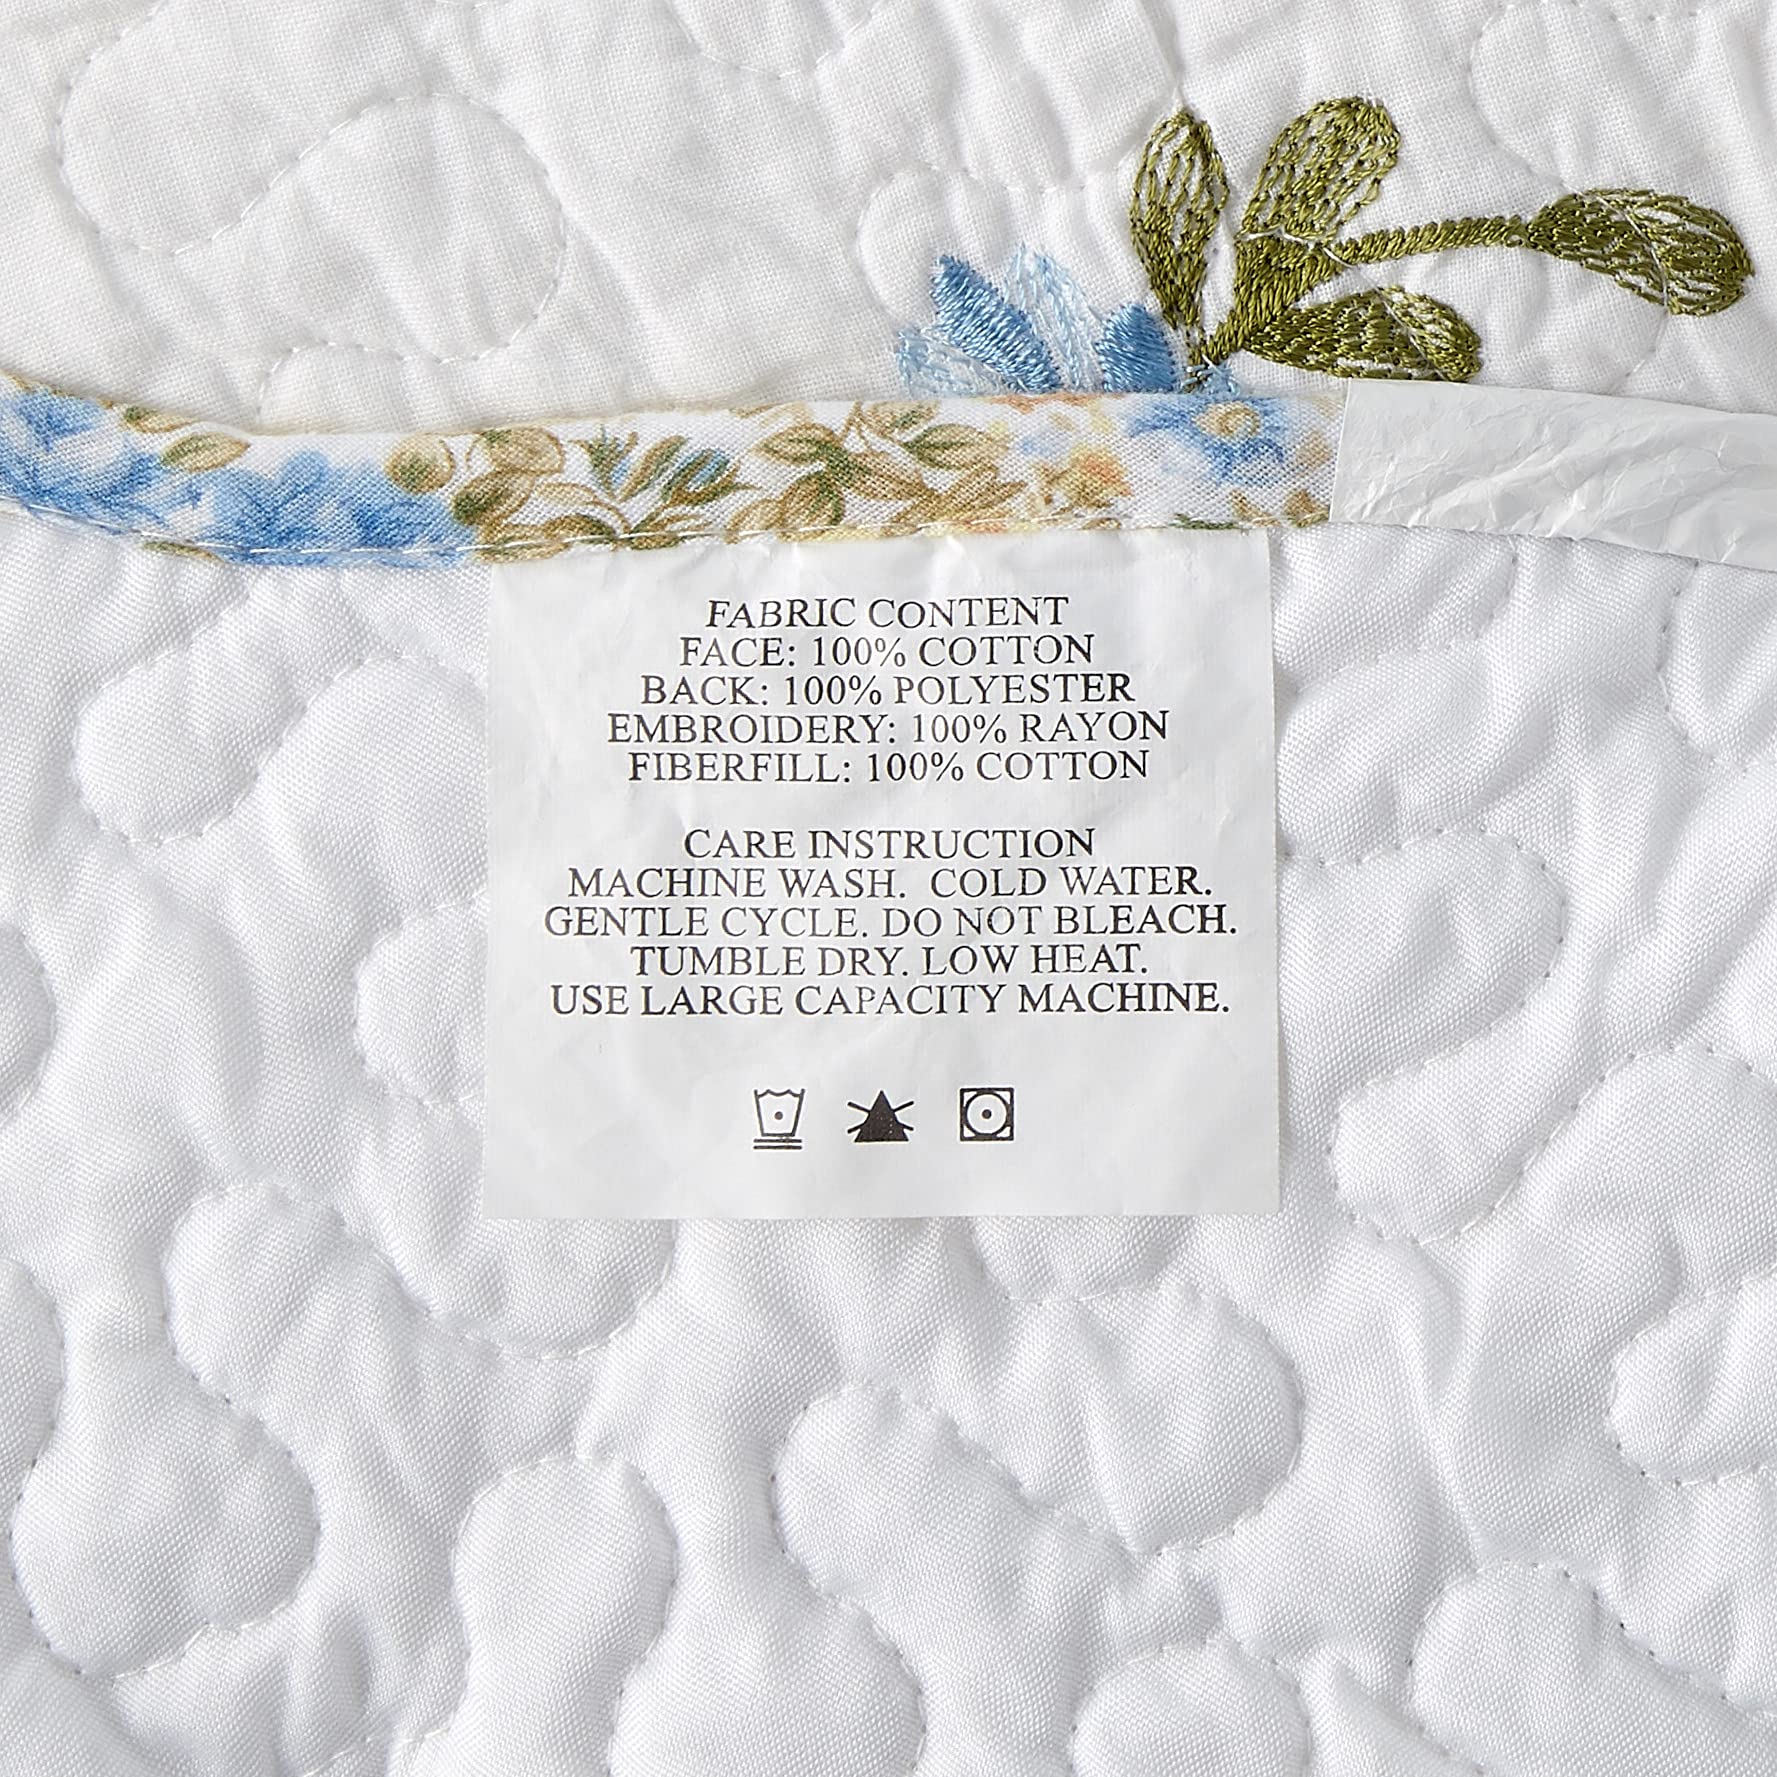 FABRIC CONTENT
FACE: 100% COTTON
BACK: 100% POLYESTER
EMBROIDERY: 100% RAYON
FIBERFILL: 100% COTTON
CARE INSTRUCTION
MACHINE WASH. COLD WATER.
GENTLE CYCLE. DO NOT BLEACH.
TUMBLE DRY. LOW HEAT.
USE LARGE CAPACITY MACHINE.